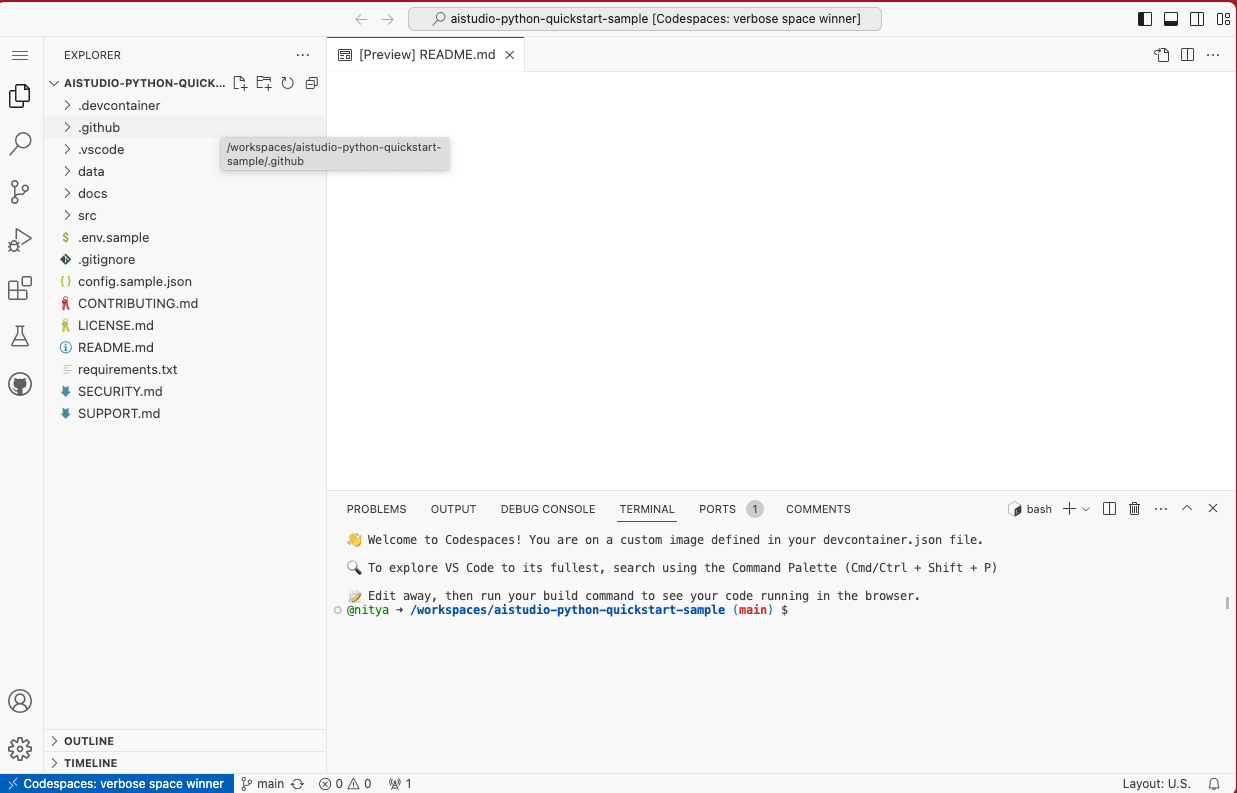 aistudio-python-quickstart-sample [Codespaces: verbose space winner]
EXPLORER
[Preview] README.md
AISTUDIO-PYTHON-QUICK...
.devcontainer
.github
/workspaces/aistudio-python-quickstart-
sample/.github
.vscode
data
docs
src
$ .env.sample
.gitignore
{} config.sample.json
CONTRIBUTING.md
LICENSE.md
README.md
requirements.txt
SECURITY.md
SUPPORT.md
PROBLEMS OUTPUT DEBUG CONSOLE TERMINAL PORTS 1 COMMENTS
bash
👋 Welcome to Codespaces! You are on a custom image defined in your devcontainer.json file.
🔍 To explore VS Code to its fullest, search using the Command Palette (Cmd/Ctrl + Shift + P)
📝 Edit away, then run your build command to see your code running in the browser.
@nitya ➜ /workspaces/aistudio-python-quickstart-sample (main) $
OUTLINE
TIMELINE
Codespaces: verbose space winner main 0 0 1 Layout: U.S.